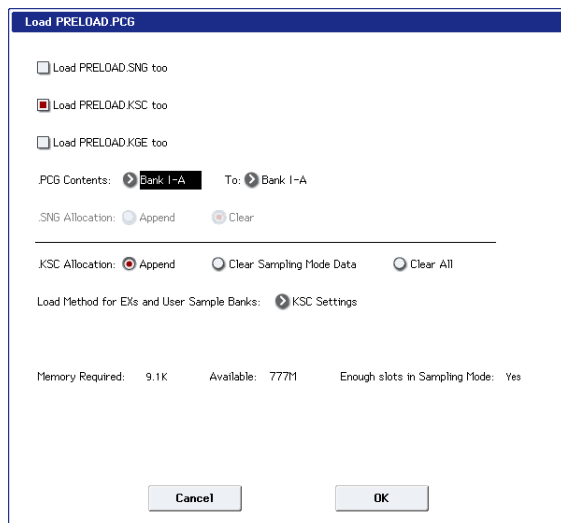 Load PRELOAD.PCG
Load PRELOAD.SNG too
Load PRELOAD.KSC too
Load PRELOAD.KGE too
.PCG Contents: Bank I-A To: Bank I-A
.SNG Allocation: Append Clear
.KSC Allocation: Append Clear Sampling Mode Data Clear All
Load Method for EXs and User Sample Banks: KSC Settings
Memory Required: 9.1K Available: 777M Enough slots in Sampling Mode: Yes
Cancel OK